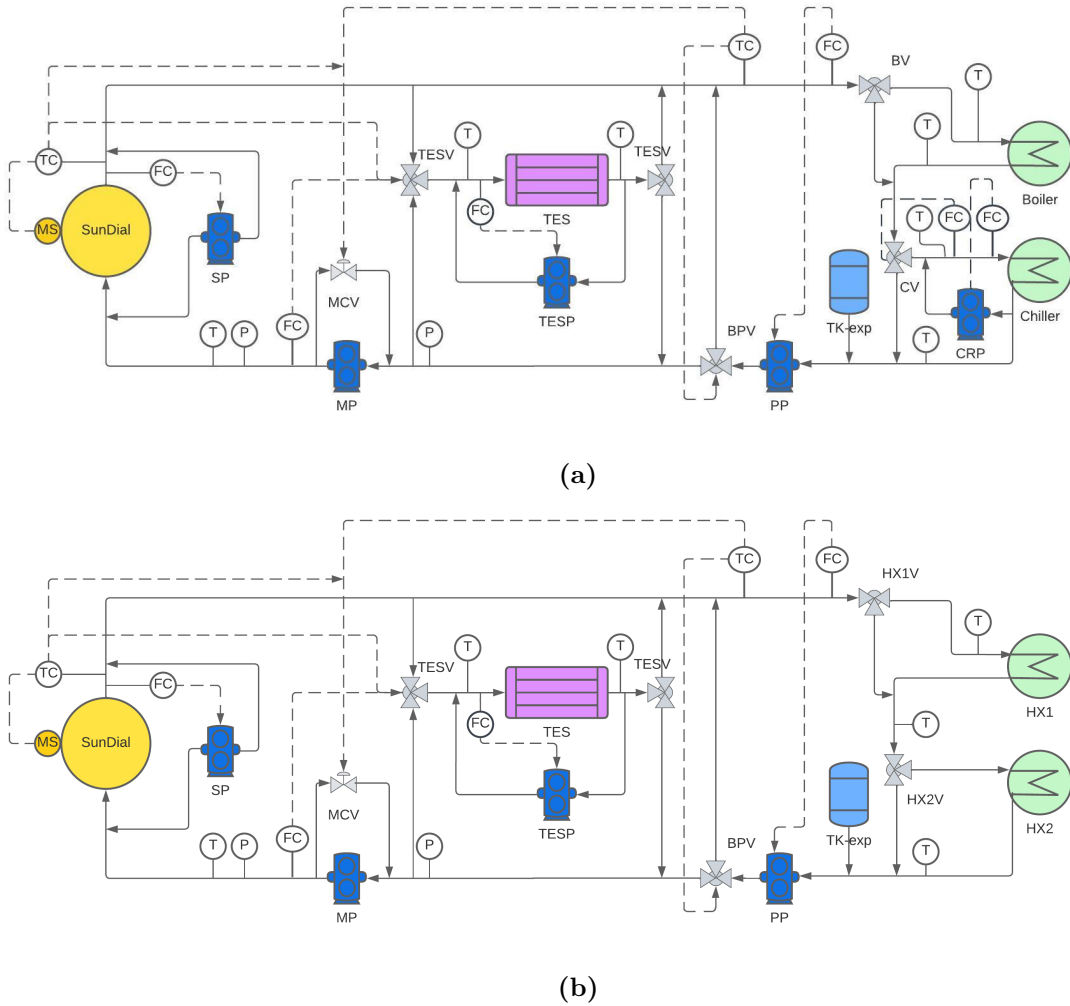 TC FC
BV
T
TC
FC
TESV
T
T
TESV
T
MS
SunDial
SP
FC
TES
Boiler
T
FC
FC
MCV
TESP
CV
T P FC P
BPV
TK-exp
T
CRP
Chiller
MP
PP
(a)
TC FC
HX1V
T
TC
FC
TESV
T
T
TESV
HX1
MS
SunDial
SP
FC
TES
T
MCV
TESP
HX2V
HX2
T P FC P
BPV
TK-exp
T
MP
PP
(b)